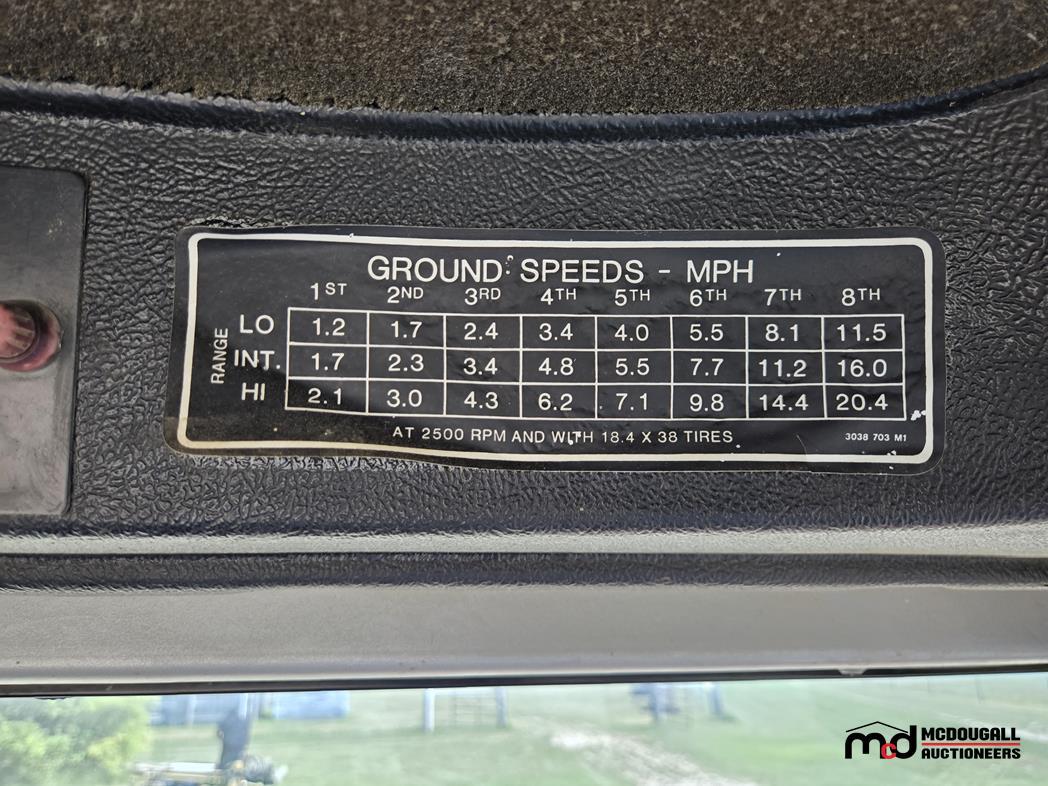 GROUND SPEEDS - MPH
1ST 2ND 3RD 4TH 5TH 6TH 7TH 8TH
RANGE
LO 1.2 1.7 2.4 3.4 4.0 5.5 8.1 11.5
INT. 1.7 2.3 3.4 4.8 5.5 7.7 11.2 16.0
HI 2.1 3.0 4.3 6.2 7.1 9.8 14.4 20.4
AT 2500 RPM AND WITH 18.4 X 38 TIRES
3038 703 M1
mcd MCDOUGALL
AUCTIONEERS